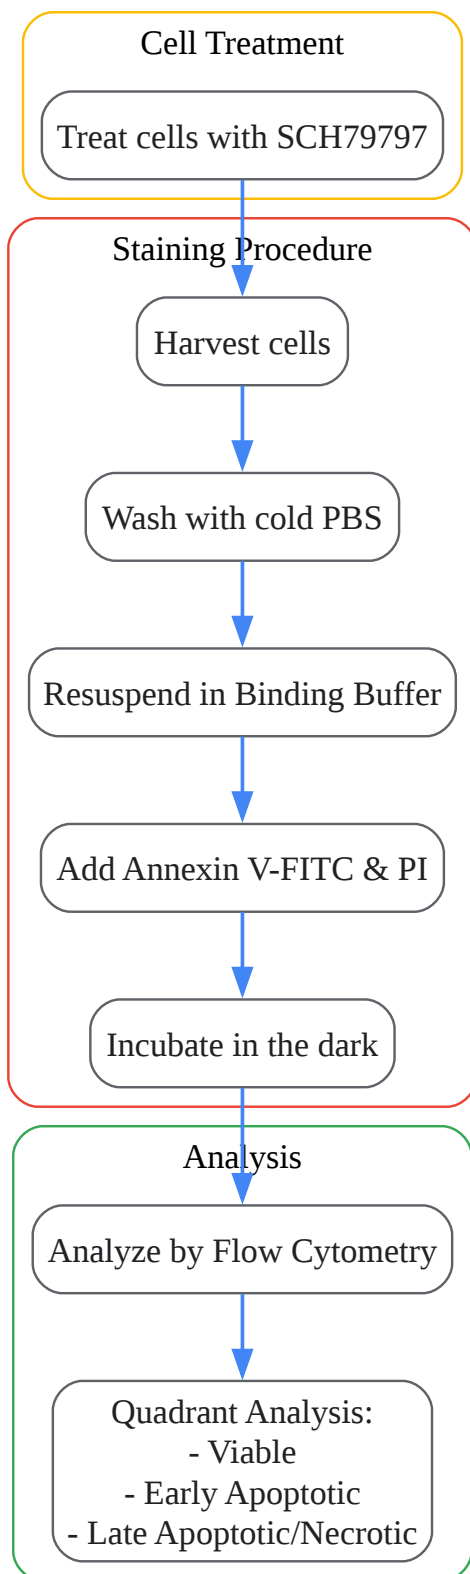 Cell Treatment
Treat cells with SCH79797
Staining Procedure
Harvest cells
Wash with cold PBS
Resuspend in Binding Buffer
Add Annexin V-FITC & PI
Incubate in the dark
Analysis
Analyze by Flow Cytometry
Quadrant Analysis:
- Viable
- Early Apoptotic
- Late Apoptotic/Necrotic